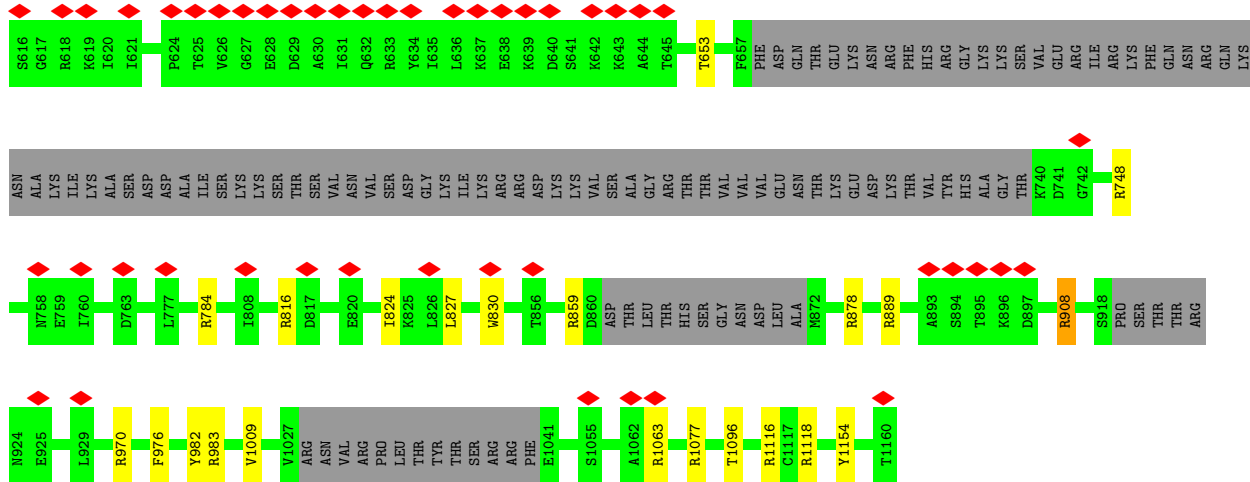 S616 G617 R618 K619 I620 I621 P624 T625 V626 G627 E628 D629 A630 I631 Q632 R633 Y634 I635 L636 K637 E638 K639 D640 S641 K642 K643 A644 T645 T653 F657 PHE ASP GLN THR GLU LYS ASN ARG PHE HIS ARG GLY LYS LYS SER VAL GLU ARG ILE ARG LYS PHE GLN ASN ARG GLN LYS
ASN ALA LYS ILE LYS ALA SER ASP ASP ALA ILE SER LYS LYS SER THR SER VAL ASN VAL SER ASP GLY LYS ILE LYS ARG ARG ASP LYS LYS VAL SER ALA GLY ARG THR THR VAL VAL VAL GLU ASN THR LYS GLU ASP LYS THR VAL TYR HIS ALA GLY THR K740 D741 G742 R748
N758 E759 I760 D763 L777 R784 I808 R816 D817 E820 I824 K825 L826 L827 W830 T856 R859 D860 ASP THR LEU THR HIS SER GLY ASN ASP LEU ALA M872 R878 R889 A893 S894 T895 K896 D897 R908 S918 PRO SER THR THR ARG
N924 E925 L929 R970 F976 Y982 R983 V1009 V1027 ARG ASN VAL ARG PRO LEU THR TYR THR SER ARG ARG PHE E1041 S1055 A1062 R1063 R1077 T1096 R1116 C1117 R1118 Y1154 T1160